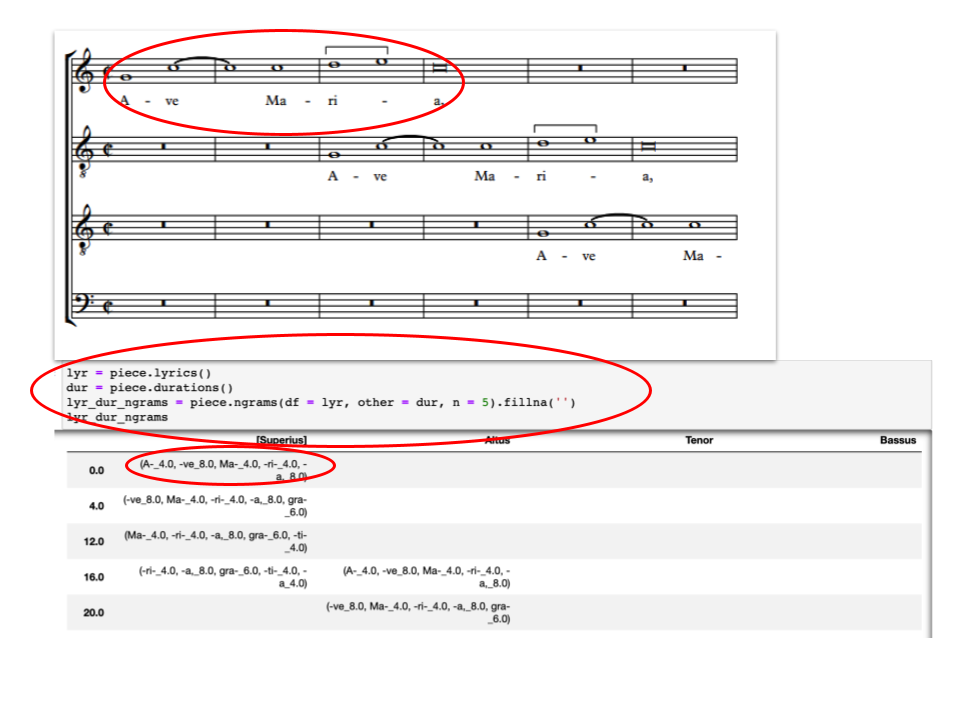 A - ve Ma - ri - a,
8
A - ve Ma - ri - a,
8
A - ve Ma -
lyr = piece.lyrics()
dur = piece.durations()
lyr_dur_ngrams = piece.ngrams(df = lyr, other = dur, n = 5).fillna('')
lyr_dur_ngrams
[Superius] Altus Tenor Bassus
0.0 (A-_4.0, -ve_8.0, Ma-_4.0, -ri-_4.0, -
a,_8.0)
4.0 (-ve_8.0, Ma-_4.0, -ri-_4.0, -a,_8.0, gra-
_6.0)
12.0 (Ma-_4.0, -ri-_4.0, -a,_8.0, gra-_6.0, -ti-
_4.0)
16.0 (-ri-_4.0, -a,_8.0, gra-_6.0, -ti-_4.0, - (A-_4.0, -ve_8.0, Ma-_4.0, -ri-_4.0, -
a_4.0) a,_8.0)
20.0 (-ve_8.0, Ma-_4.0, -ri-_4.0, -a,_8.0, gra-
_6.0)